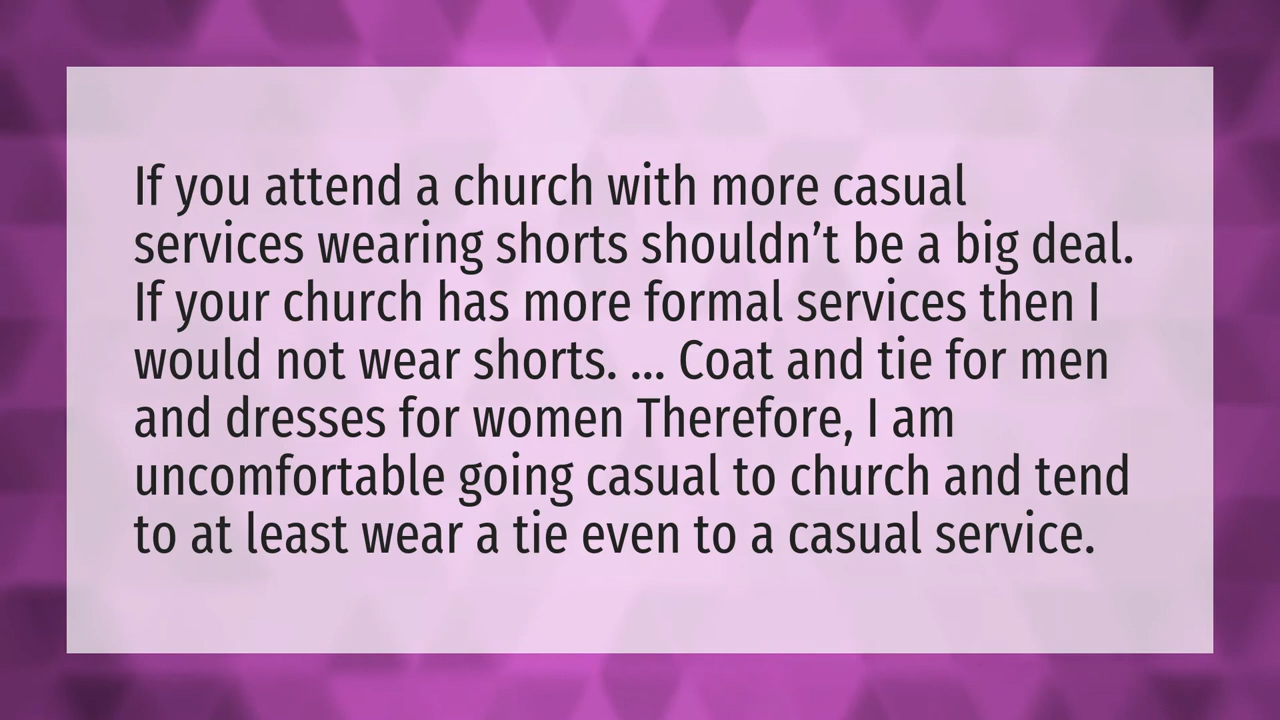 If you attend a church with more casual
services wearing shorts shouldn’t be a big deal.
If your church has more formal services then I
would not wear shorts. ... Coat and tie for men
and dresses for women Therefore, I am
uncomfortable going casual to church and tend
to at least wear a tie even to a casual service.